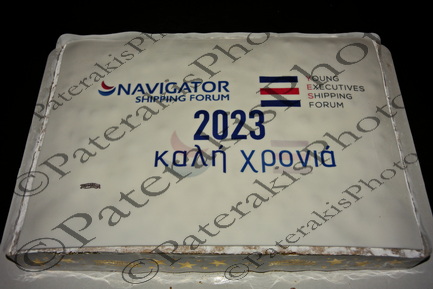 NAVIGATOR
SHIPPING FORUM
YOUNG
EXECUTIVES
SHIPPING
FORUM
2023
καλή χρονιά
© PaterakisPhoto
© PaterakisPhoto
© PaterakisPhoto
© PaterakisPhoto